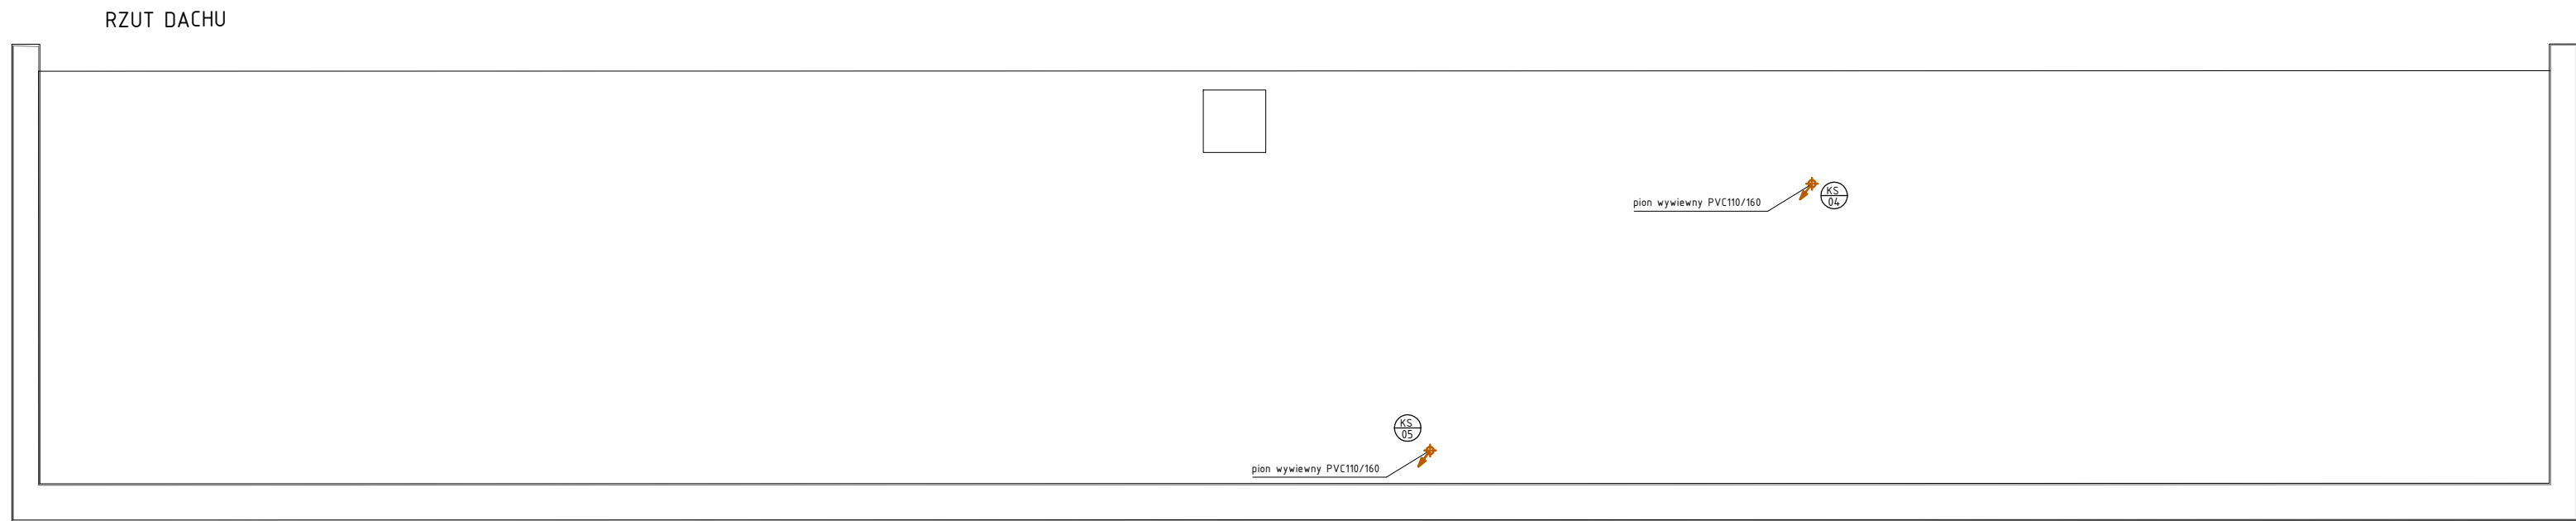 RZUT DACHU
KS
04
pion wywiewny PVC110/160
KS
05
pion wywiewny PVC110/160